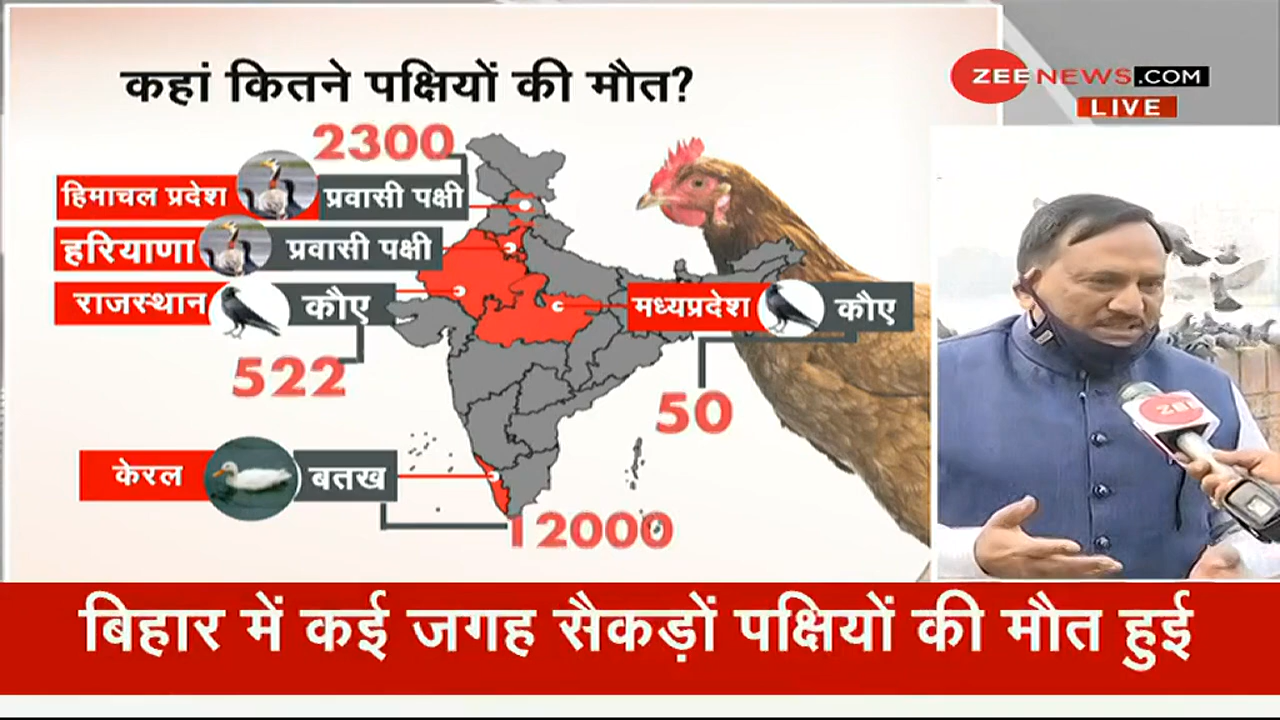 कहां कितने पक्षियों की मौत?
ZEENEWS.COM
LIVE
2300
हिमाचल प्रदेश प्रवासी पक्षी
हरियाणा प्रवासी पक्षी
राजस्थान कौए
मध्यप्रदेश कौए
522
50
केरल बतख
12000
ZEE
बिहार में कई जगह सैकड़ों पक्षियों की मौत हुई